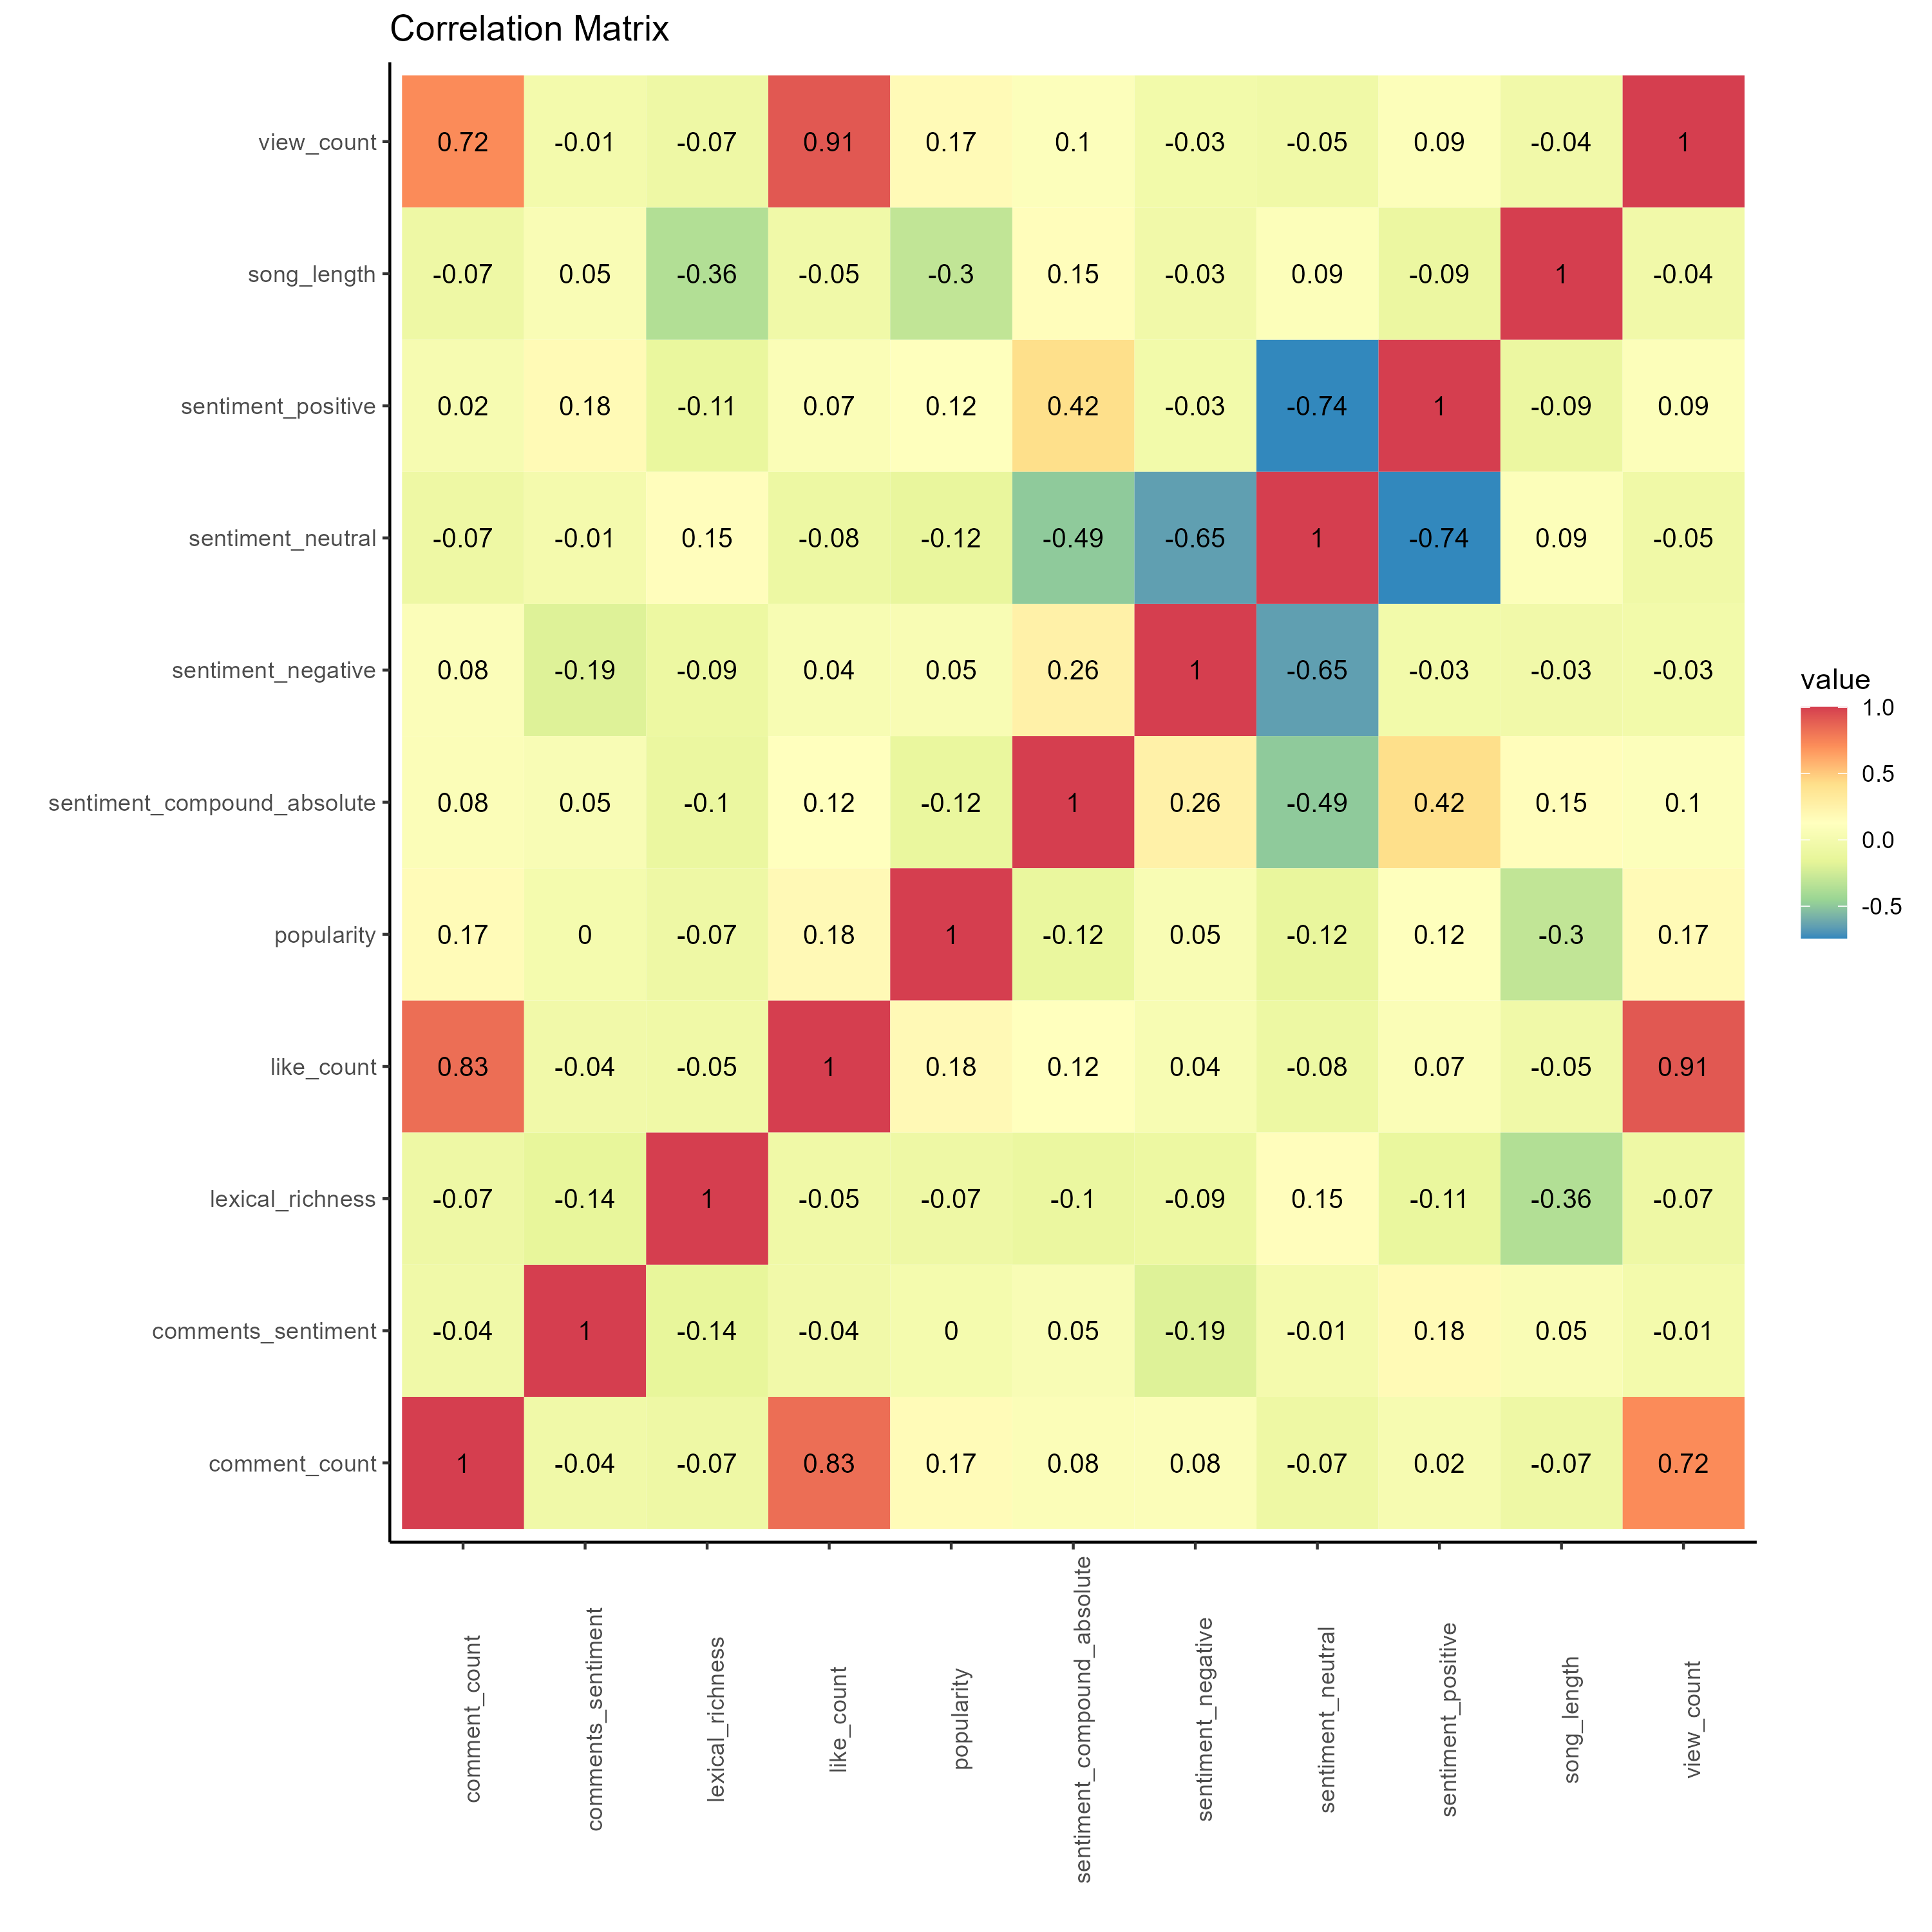 Correlation Matrix
view_count 0.72 -0.01 -0.07 0.91 0.17 0.1 -0.03 -0.05 0.09 -0.04 1
song_length -0.07 0.05 -0.36 -0.05 -0.3 0.15 -0.03 0.09 -0.09 1 -0.04
sentiment_positive 0.02 0.18 -0.11 0.07 0.12 0.42 -0.03 -0.74 1 -0.09 0.09
sentiment_neutral -0.07 -0.01 0.15 -0.08 -0.12 -0.49 -0.65 1 -0.74 0.09 -0.05
sentiment_negative 0.08 -0.19 -0.09 0.04 0.05 0.26 1 -0.65 -0.03 -0.03 -0.03
sentiment_compound_absolute 0.08 0.05 -0.1 0.12 -0.12 1 0.26 -0.49 0.42 0.15 0.1
popularity 0.17 0 -0.07 0.18 1 -0.12 0.05 -0.12 0.12 -0.3 0.17
like_count 0.83 -0.04 -0.05 1 0.18 0.12 0.04 -0.08 0.07 -0.05 0.91
lexical_richness -0.07 -0.14 1 -0.05 -0.07 -0.1 -0.09 0.15 -0.11 -0.36 -0.07
comments_sentiment -0.04 1 -0.14 -0.04 0 0.05 -0.19 -0.01 0.18 0.05 -0.01
comment_count 1 -0.04 -0.07 0.83 0.17 0.08 0.08 -0.07 0.02 -0.07 0.72
comment_count
comments_sentiment
lexical_richness
like_count
popularity
sentiment_compound_absolute
sentiment_negative
sentiment_neutral
sentiment_positive
song_length
view_count
value
1.0
0.5
0.0
-0.5